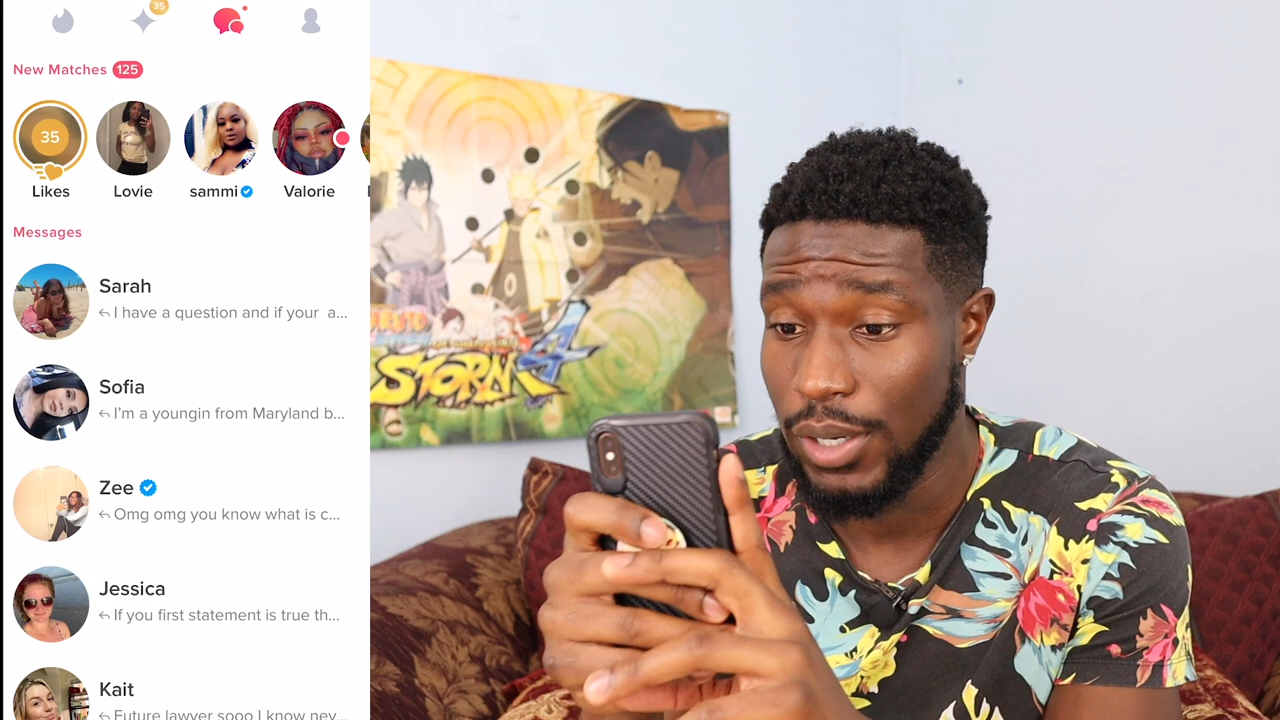 35
New Matches 125
35
Likes
Lovie
sammi
Valorie
Messages
Sarah
I have a question and if your a...
Sofia
I'm a youngin from Maryland b...
Zee
Omg omg you know what is c...
Jessica
If you first statement is true th...
Kait
Future lawyer sooo I know nev...
STORM 4